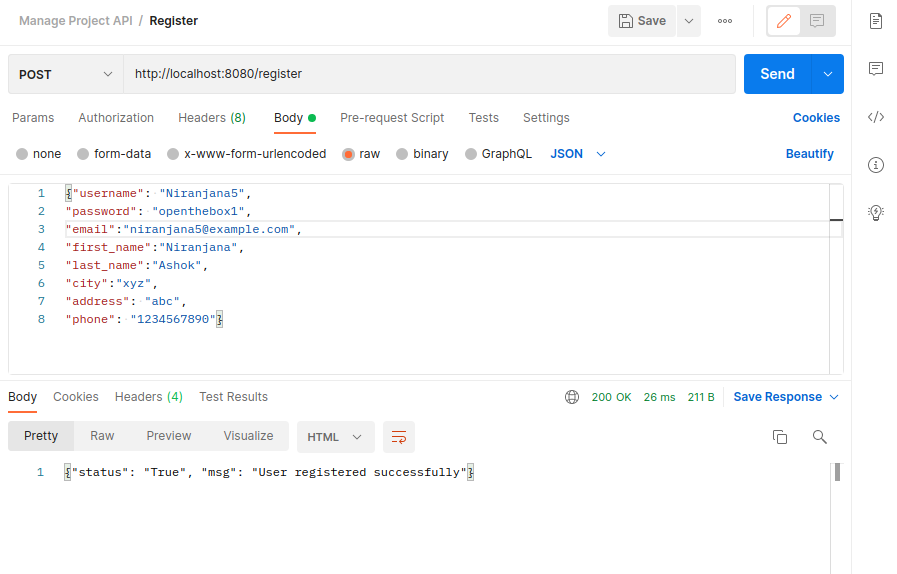 Manage Project API / Register
Save
POST
http://localhost:8080/register
Send
Params Authorization Headers (8) Body Pre-request Script Tests Settings Cookies
none form-data x-www-form-urlencoded raw binary GraphQL JSON Beautify
1 {"username": "Niranjana5",
2 "password": "openthebox1",
3 "email":"niranjana5@example.com",
4 "first_name":"Niranjana",
5 "last_name":"Ashok",
6 "city":"xyz",
7 "address": "abc",
8 "phone": "1234567890"}
Body Cookies Headers (4) Test Results 200 OK 26 ms 211 B Save Response
Pretty Raw Preview Visualize HTML
1 {"status": "True", "msg": "User registered successfully"}